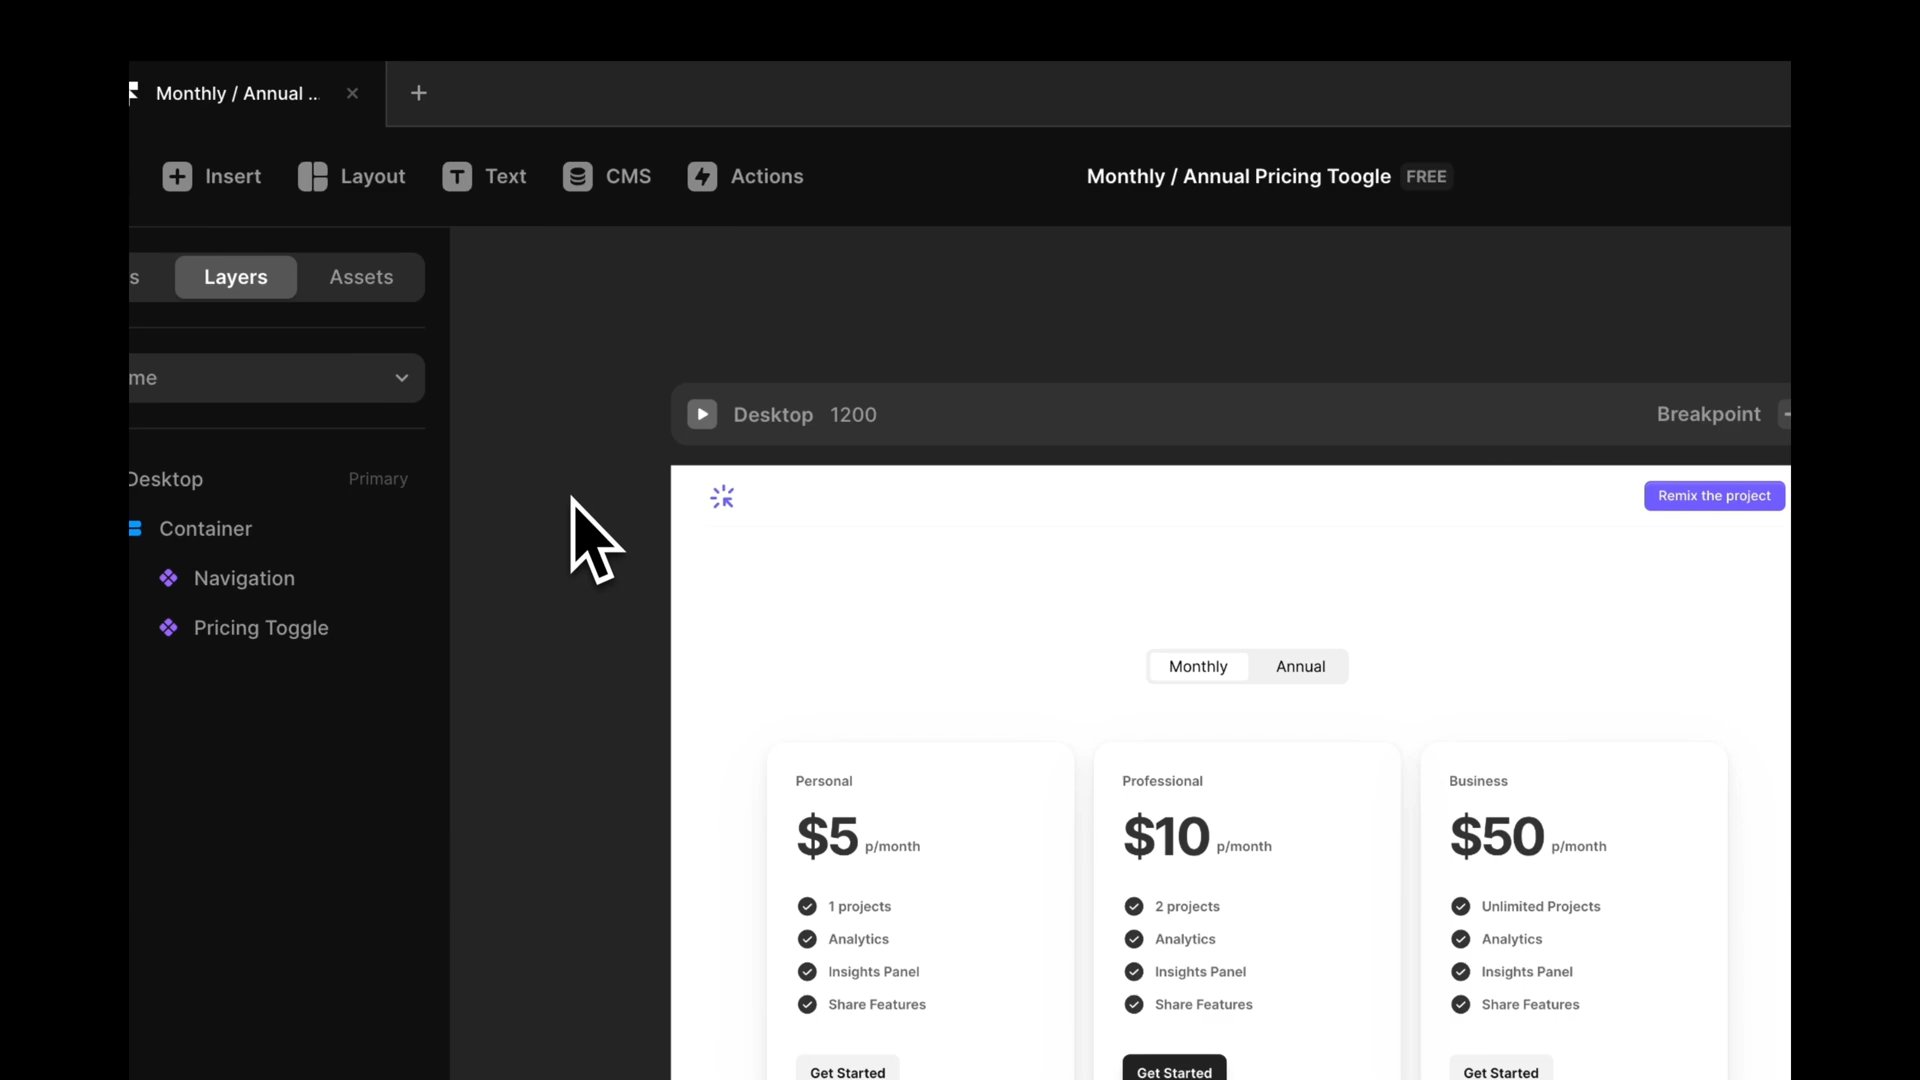 Monthly / Annual ...
Insert
Layout
Text
CMS
Actions
Monthly / Annual Pricing Toogle FREE
s
Layers
Assets
me
Desktop 1200
Breakpoint
Desktop
Primary
Container
Navigation
Pricing Toggle
Remix the project
Monthly
Annual
Personal
$5 p/month
1 projects
Analytics
Insights Panel
Share Features
Get Started
Professional
$10 p/month
2 projects
Analytics
Insights Panel
Share Features
Get Started
Business
$50 p/month
Unlimited Projects
Analytics
Insights Panel
Share Features
Get Started